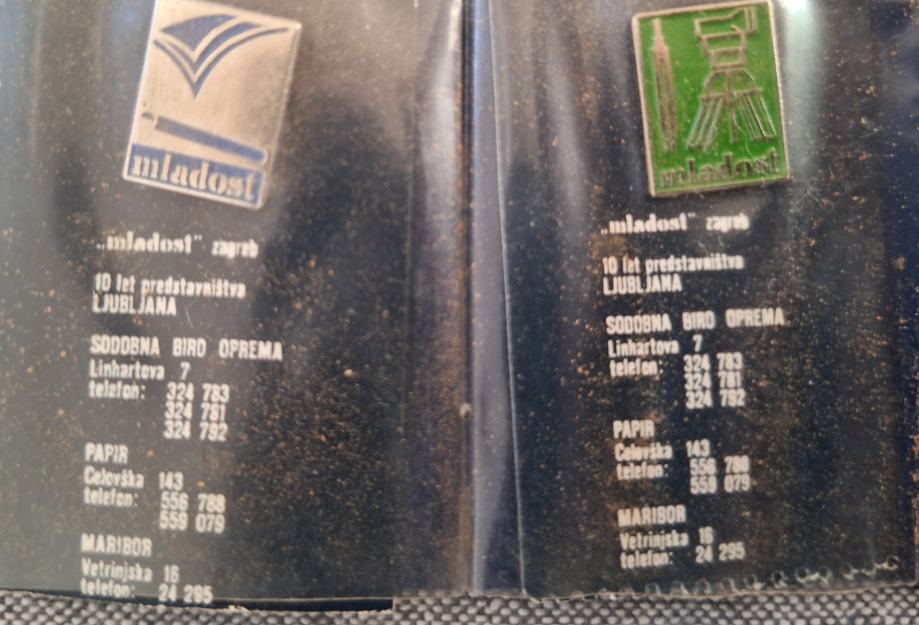 mladost
„mladost" zagreb
10 let predstavništva
LJUBLJANA
SODOBNA BIRO OPREMA
Linhartova 7
telefon: 324 783
324 781
324 792
PAPIR
Celovška 143
telefon: 556 788
559 079
MARIBOR
Vetrinjska 16
telefon: 24 295
mladost
„mladost" zagreb
10 let predstavništva
LJUBLJANA
SODOBNA BIRO OPREMA
Linhartova 7
telefon: 324 783
324 781
324 792
PAPIR
Celovška 143
telefon: 556 788
559 079
MARIBOR
Vetrinjska 16
telefon: 24 295